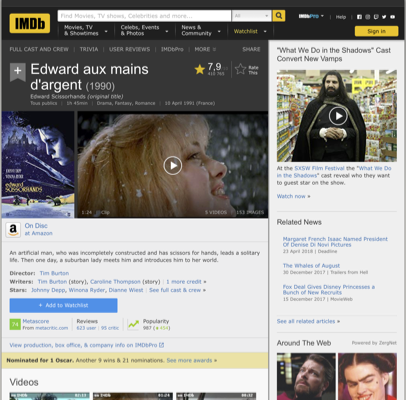 IMDb
Find Movies, TV shows, Celebrities and more...
All
IMDbPro
Help
Movies, TV & Showtimes
Celebs, Events & Photos
News & Community
Watchlist
Sign in
FULL CAST AND CREW | TRIVIA | USER REVIEWS | IMDbPro | MORE
SHARE
Edward aux mains d'argent (1990)
Edward Scissorhands (original title)
Tous publics | 1h 45min | Drama, Fantasy, Romance | 10 April 1991 (France)
7,9
Rate This
edward SCISSORHANDS
1:24 | Clip
5 VIDEOS | 153 IMAGES
On Disc
at Amazon
An artificial man, who was incompletely constructed and has scissors for hands, leads a solitary life. Then one day, a suburban lady meets him and introduces him to her world.
Director: Tim Burton
Writers: Tim Burton (story), Caroline Thompson (story) | 1 more credit »
Stars: Johnny Depp, Winona Ryder, Dianne Wiest | See full cast & crew »
+ Add to Watchlist
Metascore
From metacritic.com
Reviews
623 user | 95 critic
Popularity
987
View production, box office, & company info on IMDbPro
Nominated for 1 Oscar. Another 9 wins & 21 nominations. See more awards »
Videos
"What We Do in the Shadows" Cast Convert New Vamps
At the SXSW Film Festival the "What We Do in the Shadows" cast reveal who they want to guest star on the show.
Watch now »
Related News
Margaret French Isaac Named President Of Denise Di Novi Pictures
23 April 2019 | Deadline
The Whales of August
30 December 2017 | Trailers from Hell
Fox Deal Gives Disney Princesses a Bunch of New Recruits
15 December 2017 | MovieWeb
See all related articles »
Around The Web
Powered by ZergNet